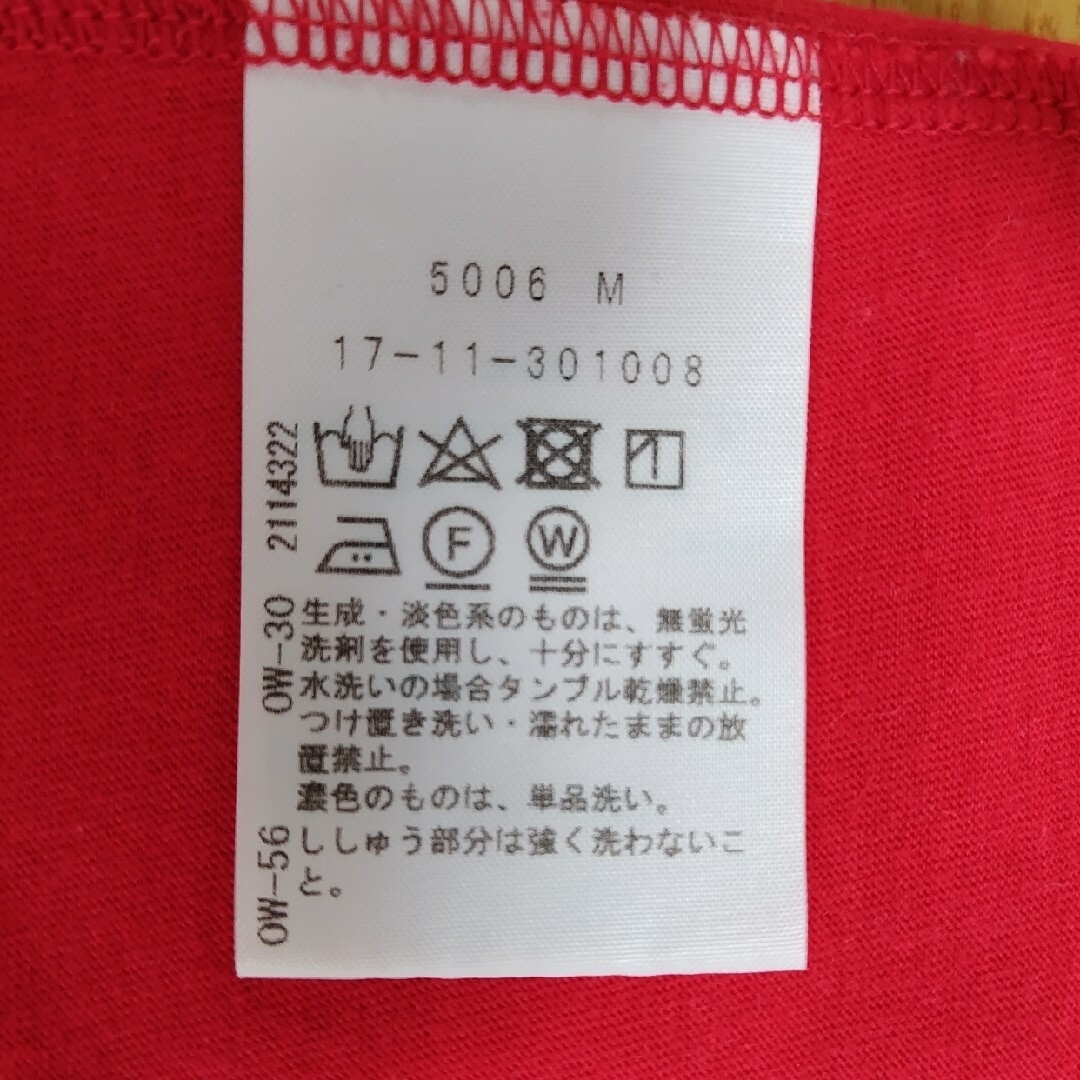 5006 M
17-11-301008
2114322
F
W
OW-30
生成・淡色系のものは、無蛍光
洗剤を使用し、十分にすすぐ。
水洗いの場合タンブル乾燥禁止。
つけ置き洗い・濡れたままの放
置禁止。
濃色のものは、単品洗い。
OW-56
ししゅう部分は強く洗わないこ
と。